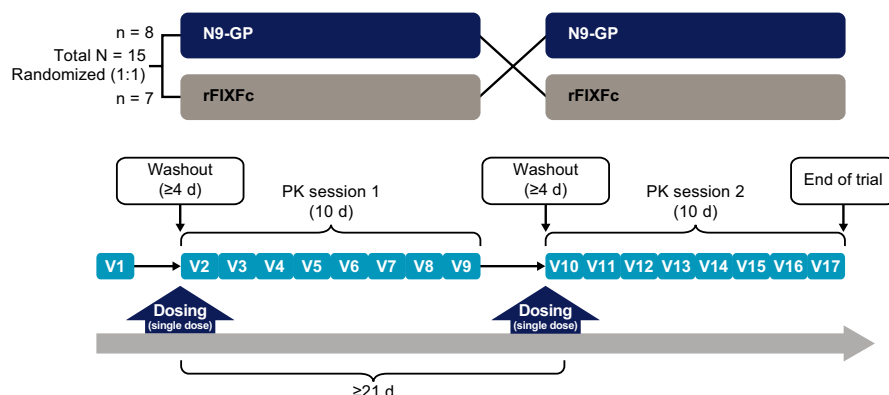 n = 8
N9-GP
N9-GP
Total N = 15
Randomized (1:1)
n = 7
rFIXFc
rFIXFc
Washout
(≥4 d)
PK session 1
(10 d)
Washout
(≥4 d)
PK session 2
(10 d)
End of trial
V1
V2
V3
V4
V5
V6
V7
V8
V9
V10
V11
V12
V13
V14
V15
V16
V17
Dosing
(single dose)
Dosing
(single dose)
≥21 d